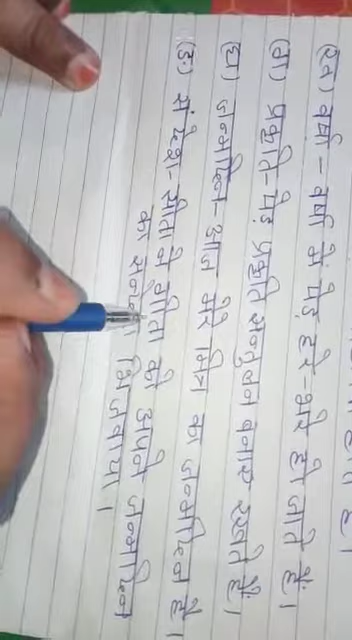 (ख) वर्षा - वर्षा में पेड़ हरे-भरे हो जाते हैं।
(ग) प्रकृति - पेड़ प्रकृति सन्तुलन बनाए रखते हैं।
(घ) जन्मदिन - आज मेरे मित्र का जन्मदिन है।
(ङ) संदेश - सीता ने गीता को अपने जन्मदिन
का भिजवाया।